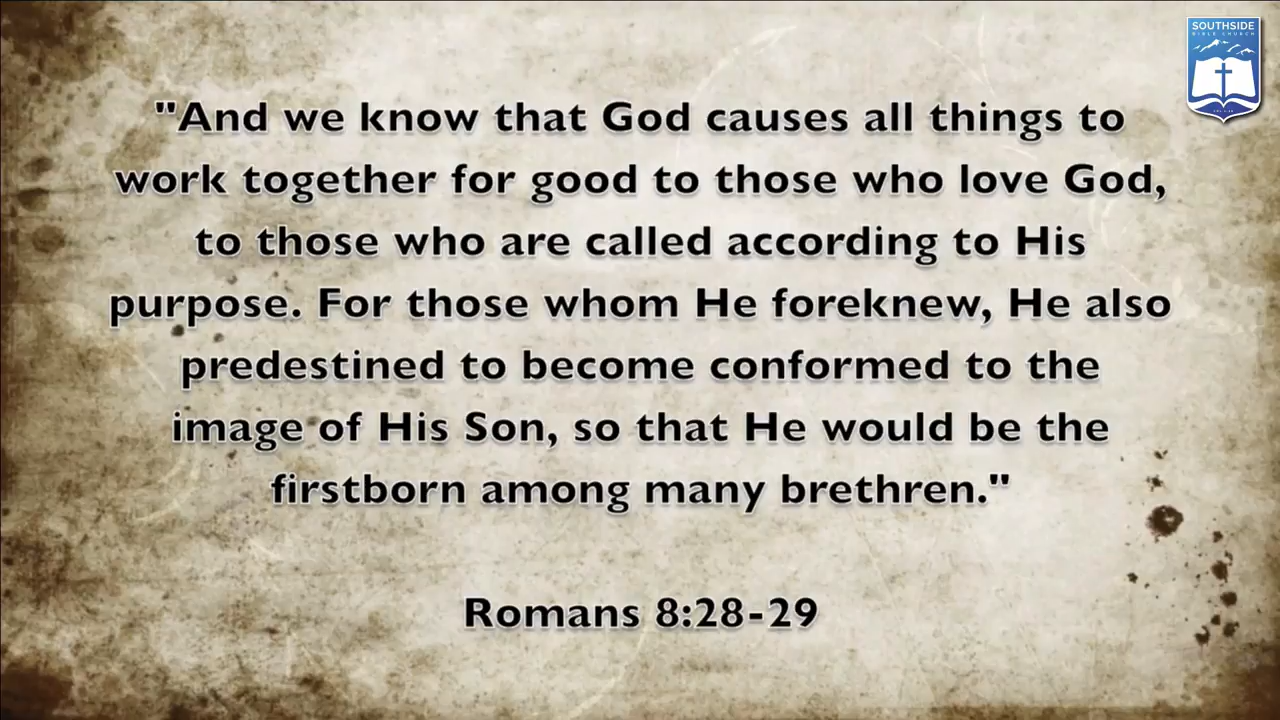 SOUTHSIDE
BIBLE CHURCH
"And we know that God causes all things to
work together for good to those who love God,
to those who are called according to His
purpose. For those whom He foreknew, He also
predestined to become conformed to the
image of His Son, so that He would be the
firstborn among many brethren."
Romans 8:28-29